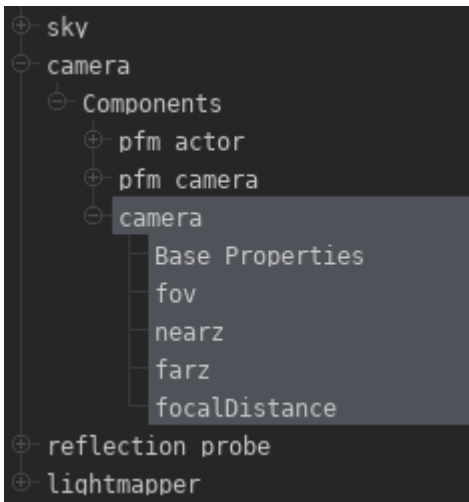 sky
camera
Components
pfm actor
pfm camera
camera
Base Properties
fov
nearz
farz
focalDistance
reflection probe
lightmapper